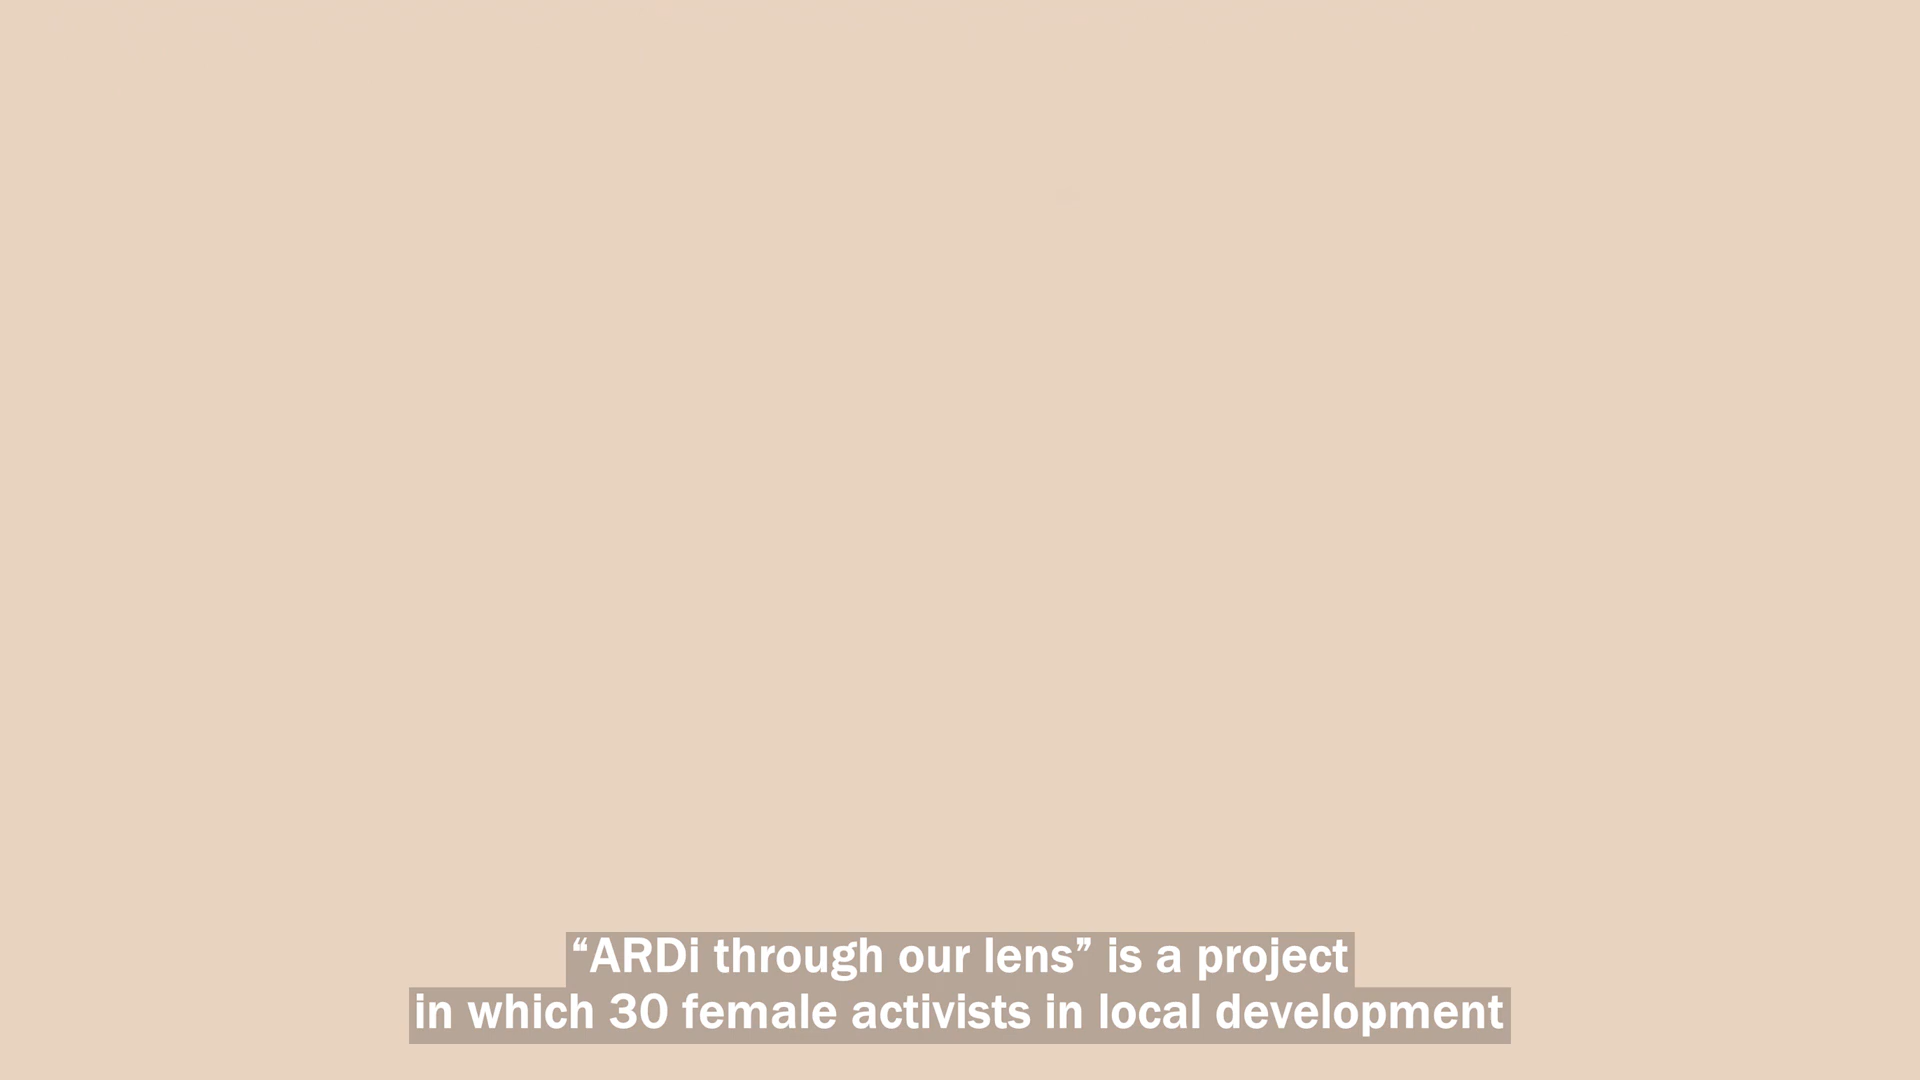 “ARDi through our lens” is a project
in which 30 female activists in local development